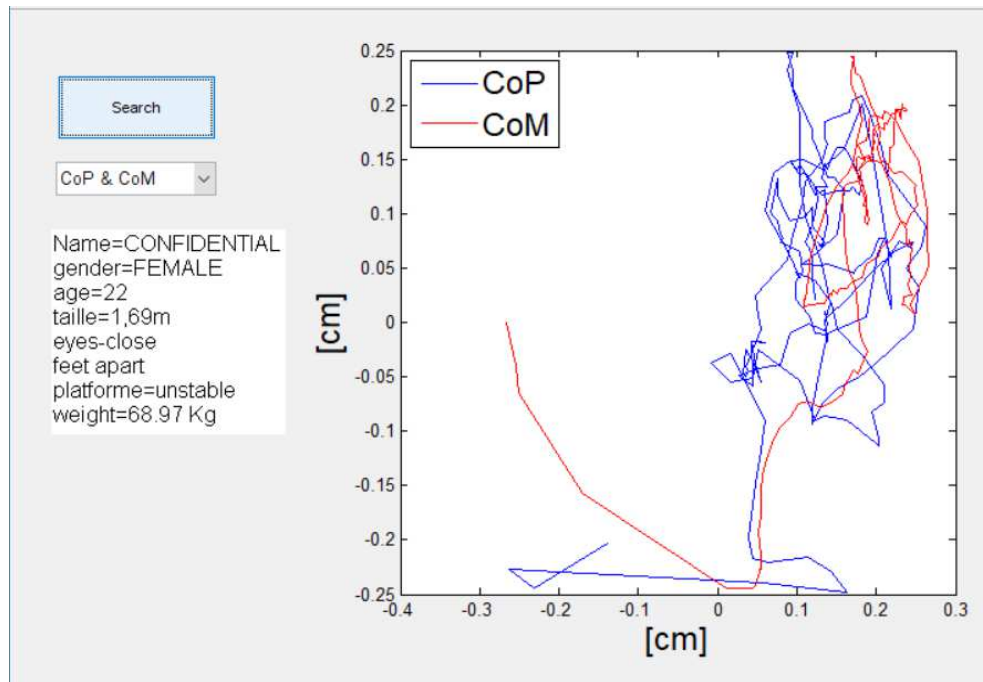 Search
CoP & CoM
Name=CONFIDENTIAL
gender=FEMALE
age=22
taille=1,69m
eyes-close
feet apart
platforme=unstable
weight=68.97 Kg
CoP
CoM
0.25
0.2
0.15
0.1
0.05
0
-0.05
-0.1
-0.15
-0.2
-0.25
[cm]
-0.4 -0.3 -0.2 -0.1 0 0.1 0.2 0.3
[cm]